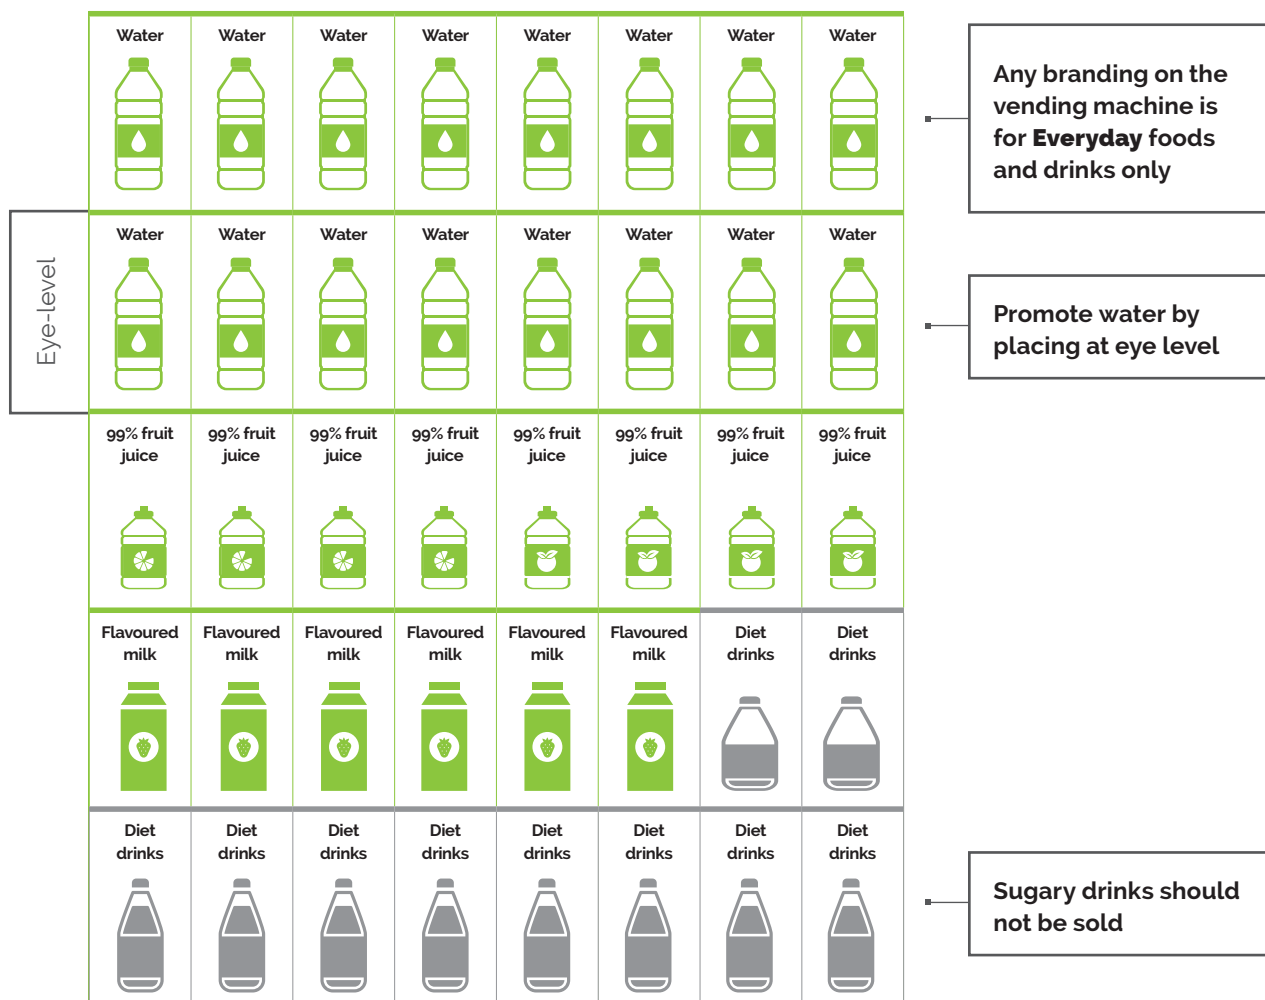 Water Water Water Water Water Water Water Water
Any branding on the
vending machine is
for Everyday foods
and drinks only
Eye-level
Water Water Water Water Water Water Water Water
Promote water by
placing at eye level
99% fruit 99% fruit 99% fruit 99% fruit 99% fruit 99% fruit 99% fruit 99% fruit
juice juice juice juice juice juice juice juice
Flavoured Flavoured Flavoured Flavoured Flavoured Flavoured Diet Diet
milk milk milk milk milk milk drinks drinks
Diet Diet Diet Diet Diet Diet Diet Diet
drinks drinks drinks drinks drinks drinks drinks drinks
Sugary drinks should
not be sold